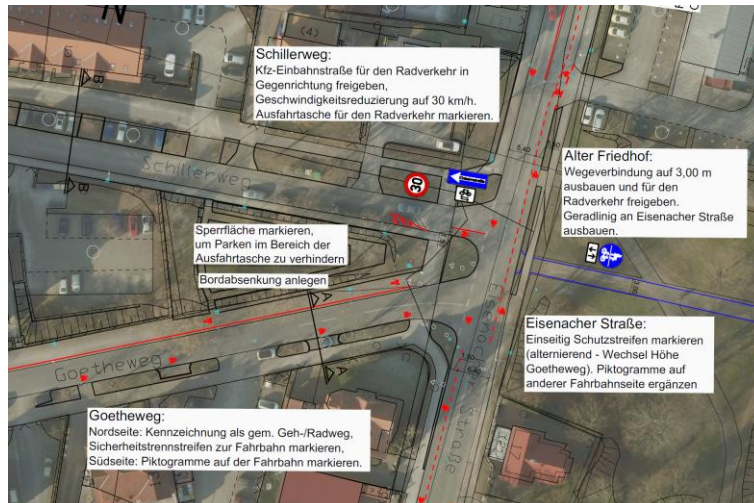 (4)
Schillerweg:
Kfz-Einbahnstraße für den Radverkehr in
Gegenrichtung freigeben,
Geschwindigkeitsreduzierung auf 30 km/h.
Ausfahrtasche für den Radverkehr markieren.
B
Alter Friedhof:
Wegeverbindung auf 3,00 m
ausbauen und für den
Radverkehr freigeben.
Geradlinig an Eisenacher Straße
ausbauen.
Schillerweg
30
B
Sperrfläche markieren,
um Parken im Bereich der
Ausfahrtasche zu verhindern
Bordabsenkung anlegen
A
Eisenacher Straße
Eisenacher Straße:
Einseitig Schutzstreifen markieren
(alternierend - Wechsel Höhe
Goetheweg). Piktogramme auf
anderer Fahrbahnseite ergänzen
Goetheweg
A
Goetheweg:
Nordseite: Kennzeichnung als gem. Geh-/Radweg,
Sicherheitstrennstreifen zur Fahrbahn markieren,
Südseite: Piktogramme auf der Fahrbahn markieren.